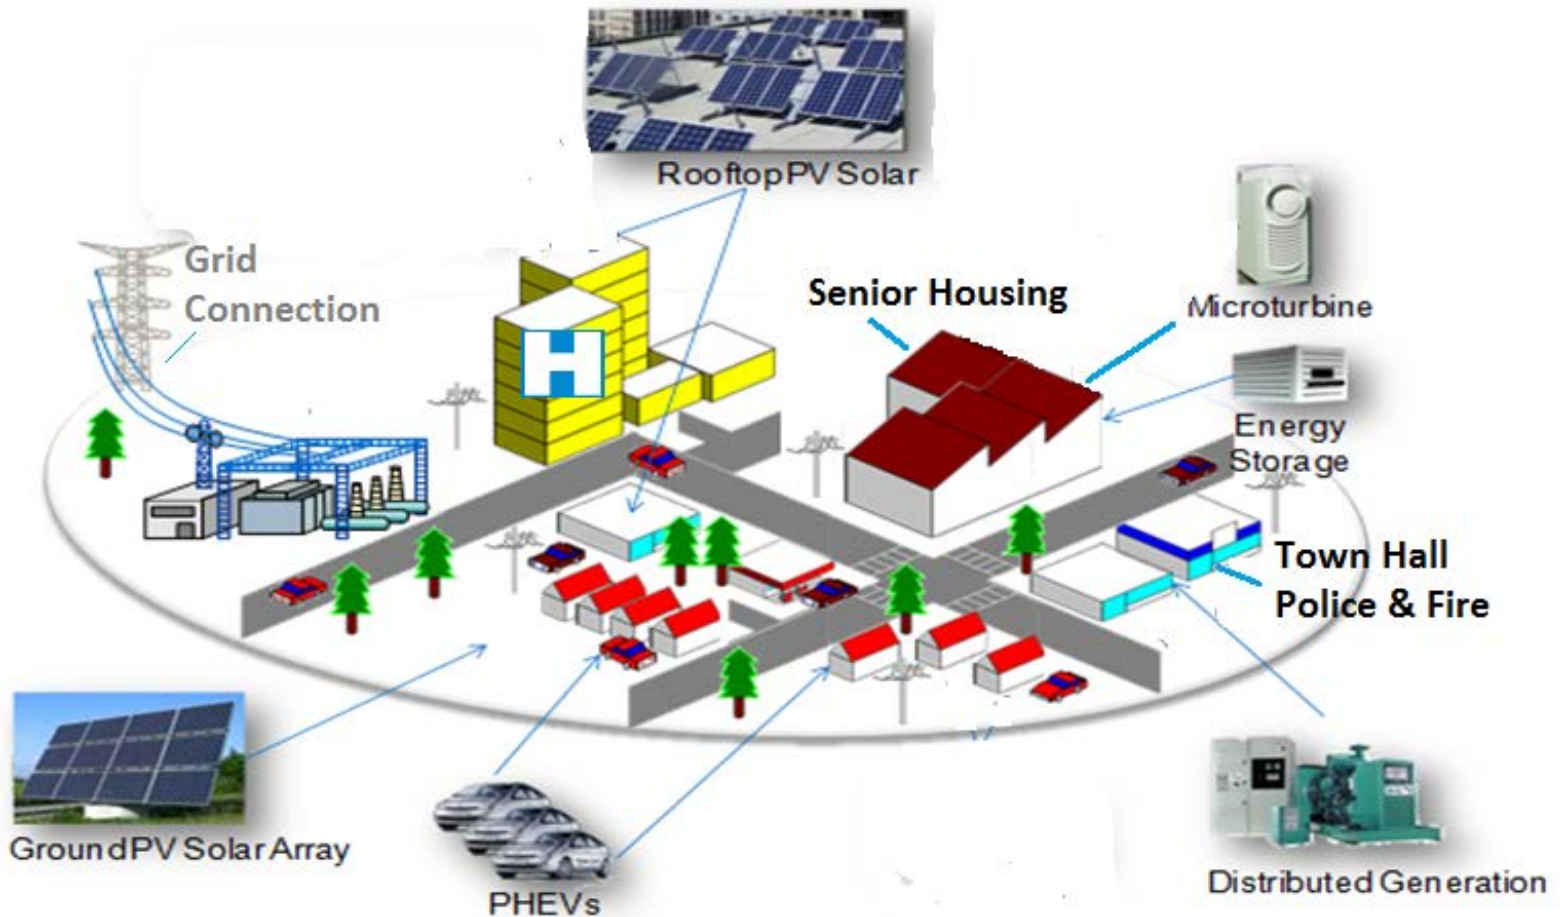 Rooftop PV Solar
Grid
Connection
Senior Housing
Microturbine
H
Energy
Storage
Town Hall
Police & Fire
Ground PV Solar Array
PHEVs
Distributed Generation